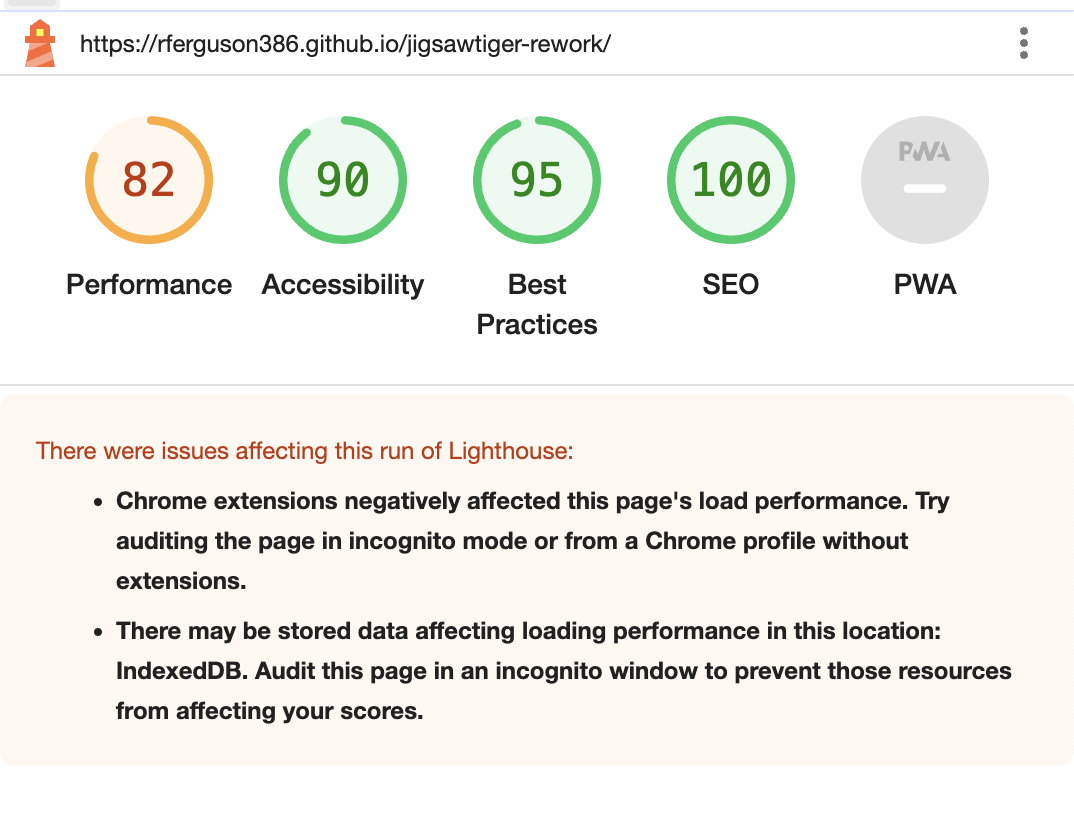 https://rferguson386.github.io/jigsawtiger-rework/
82
90
95
100
PWA
Performance
Accessibility
Best
Practices
SEO
PWA
There were issues affecting this run of Lighthouse:
• Chrome extensions negatively affected this page's load performance. Try
auditing the page in incognito mode or from a Chrome profile without
extensions.
• There may be stored data affecting loading performance in this location:
IndexedDB. Audit this page in an incognito window to prevent those resources
from affecting your scores.